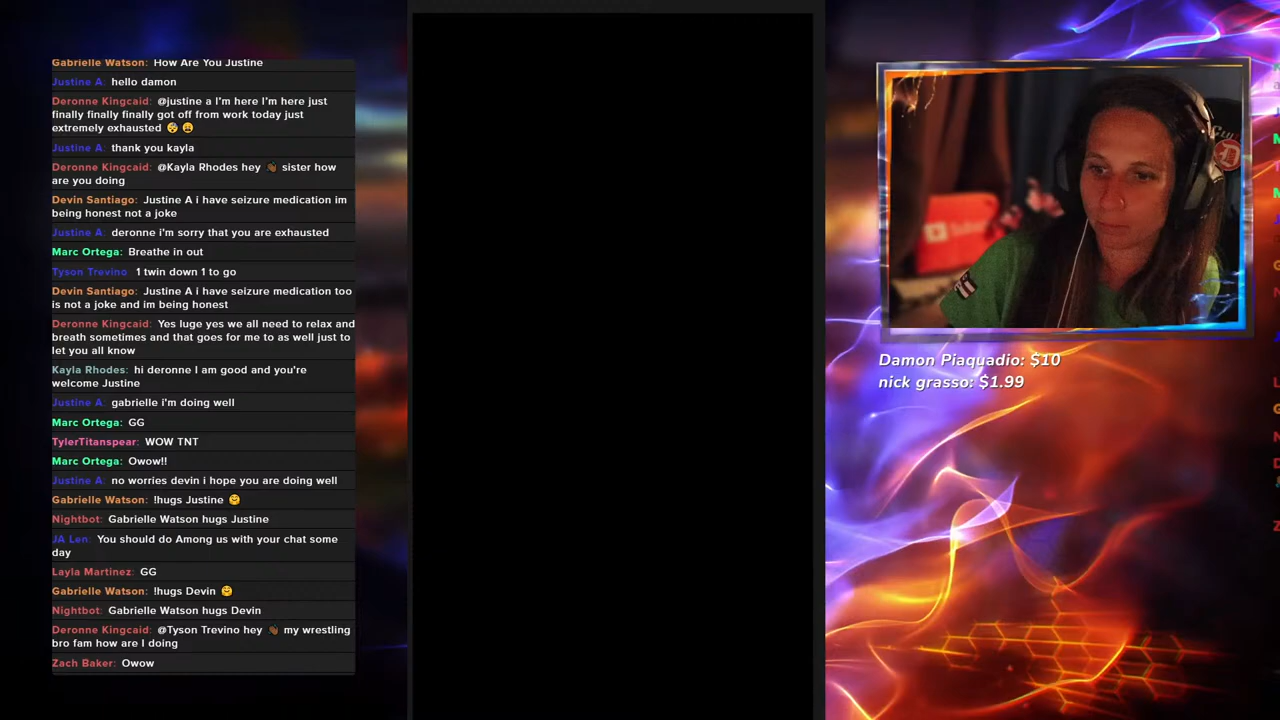 Gabrielle Watson: How Are You Justine
Justine A: hello damon
Deronne Kingcaid: @justine a I'm here I'm here just
finally finally finally got off from work today just
extremely exhausted 😴 😩
Justine A: thank you kayla
Deronne Kingcaid: @Kayla Rhodes hey 👋🏾 sister how
are you doing
Devin Santiago: Justine A i have seizure medication im
being honest not a joke
Justine A: deronne i'm sorry that you are exhausted
Marc Ortega: Breathe in out
Tyson Trevino 1 twin down 1 to go
Devin Santiago: Justine A i have seizure medication too
is not a joke and im being honest
Deronne Kingcaid: Yes luge yes we all need to relax and
breath sometimes and that goes for me to as well just to
let you all know
Kayla Rhodes: hi deronne I am good and you're
welcome Justine
Justine A: gabrielle i'm doing well
Marc Ortega: GG
TylerTitanspear: WOW TNT
Marc Ortega: Owow!!
Justine A: no worries devin i hope you are doing well
Gabrielle Watson: !hugs Justine 🤗
Nightbot: Gabrielle Watson hugs Justine
JA Len: You should do Among us with your chat some
day
Layla Martinez: GG
Gabrielle Watson: !hugs Devin 🤗
Nightbot: Gabrielle Watson hugs Devin
Deronne Kingcaid: @Tyson Trevino hey 👋🏾 my wrestling
bro fam how are I doing
Zach Baker: Owow
Damon Piaquadio: $10
nick grasso: $1.99